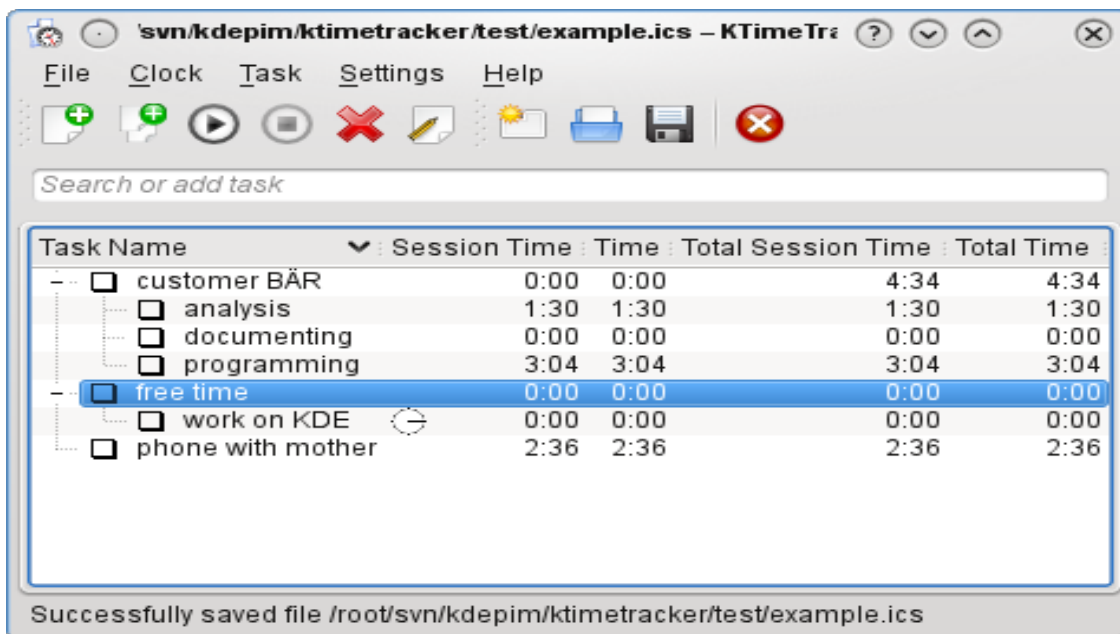 'svn/kdepim/ktimetracker/test/example.ics – KTimeTra
File Clock Task Settings Help
Search or add task
Task Name Session Time Time Total Session Time Total Time
customer BÄR 0:00 0:00 4:34 4:34
analysis 1:30 1:30 1:30 1:30
documenting 0:00 0:00 0:00 0:00
programming 3:04 3:04 3:04 3:04
free time 0:00 0:00 0:00 0:00
work on KDE 0:00 0:00 0:00 0:00
phone with mother 2:36 2:36 2:36 2:36
Successfully saved file /root/svn/kdepim/ktimetracker/test/example.ics